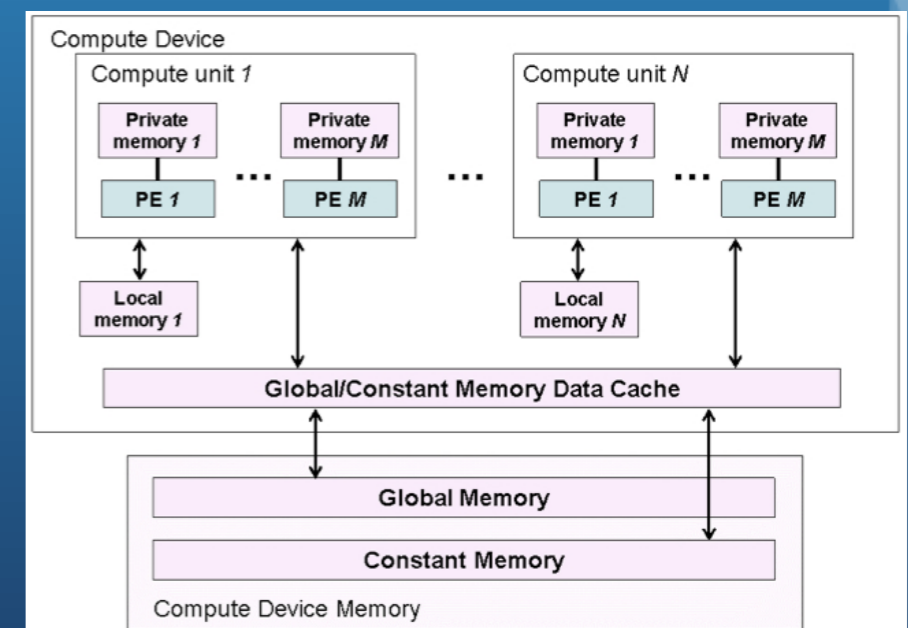 Compute Device
Compute unit 1
Compute unit N
Private
memory 1
Private
memory M
Private
memory 1
Private
memory M
...
...
...
PE 1
PE M
PE 1
PE M
Local
memory 1
Local
memory N
Global/Constant Memory Data Cache
Global Memory
Constant Memory
Compute Device Memory